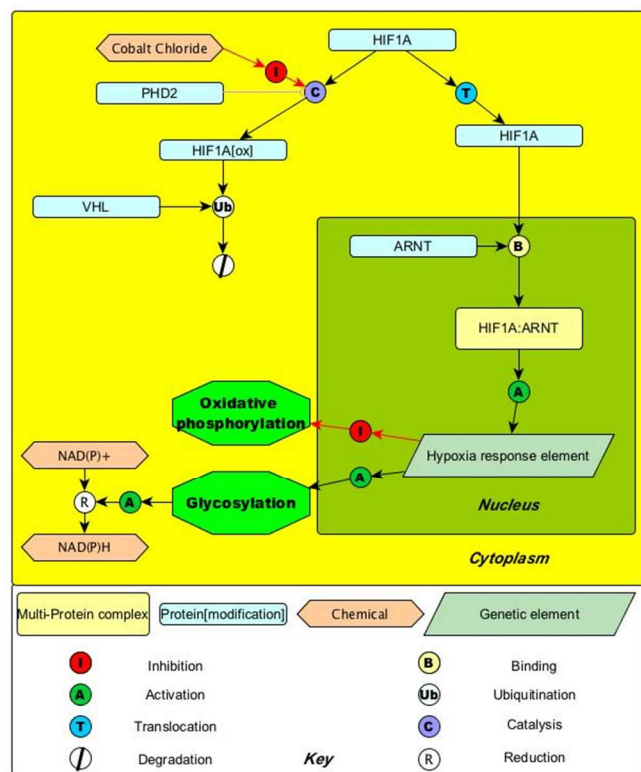 HIF1A
Cobalt Chloride
I
PHD2
C
T
HIF1A[ox]
HIF1A
VHL
Ub
ARNT
B
HIF1A:ARNT
A
Oxidative
phosphorylation
I
Hypoxia response element
NAD(P)+
A
Glycosylation
R
A
Nucleus
NAD(P)H
Cytoplasm
Multi-Protein complex
Protein[modification]
Chemical
Genetic element
I
Inhibition
B
Binding
A
Activation
Ub
Ubiquitination
T
Translocation
C
Catalysis
Degradation
Key
R
Reduction